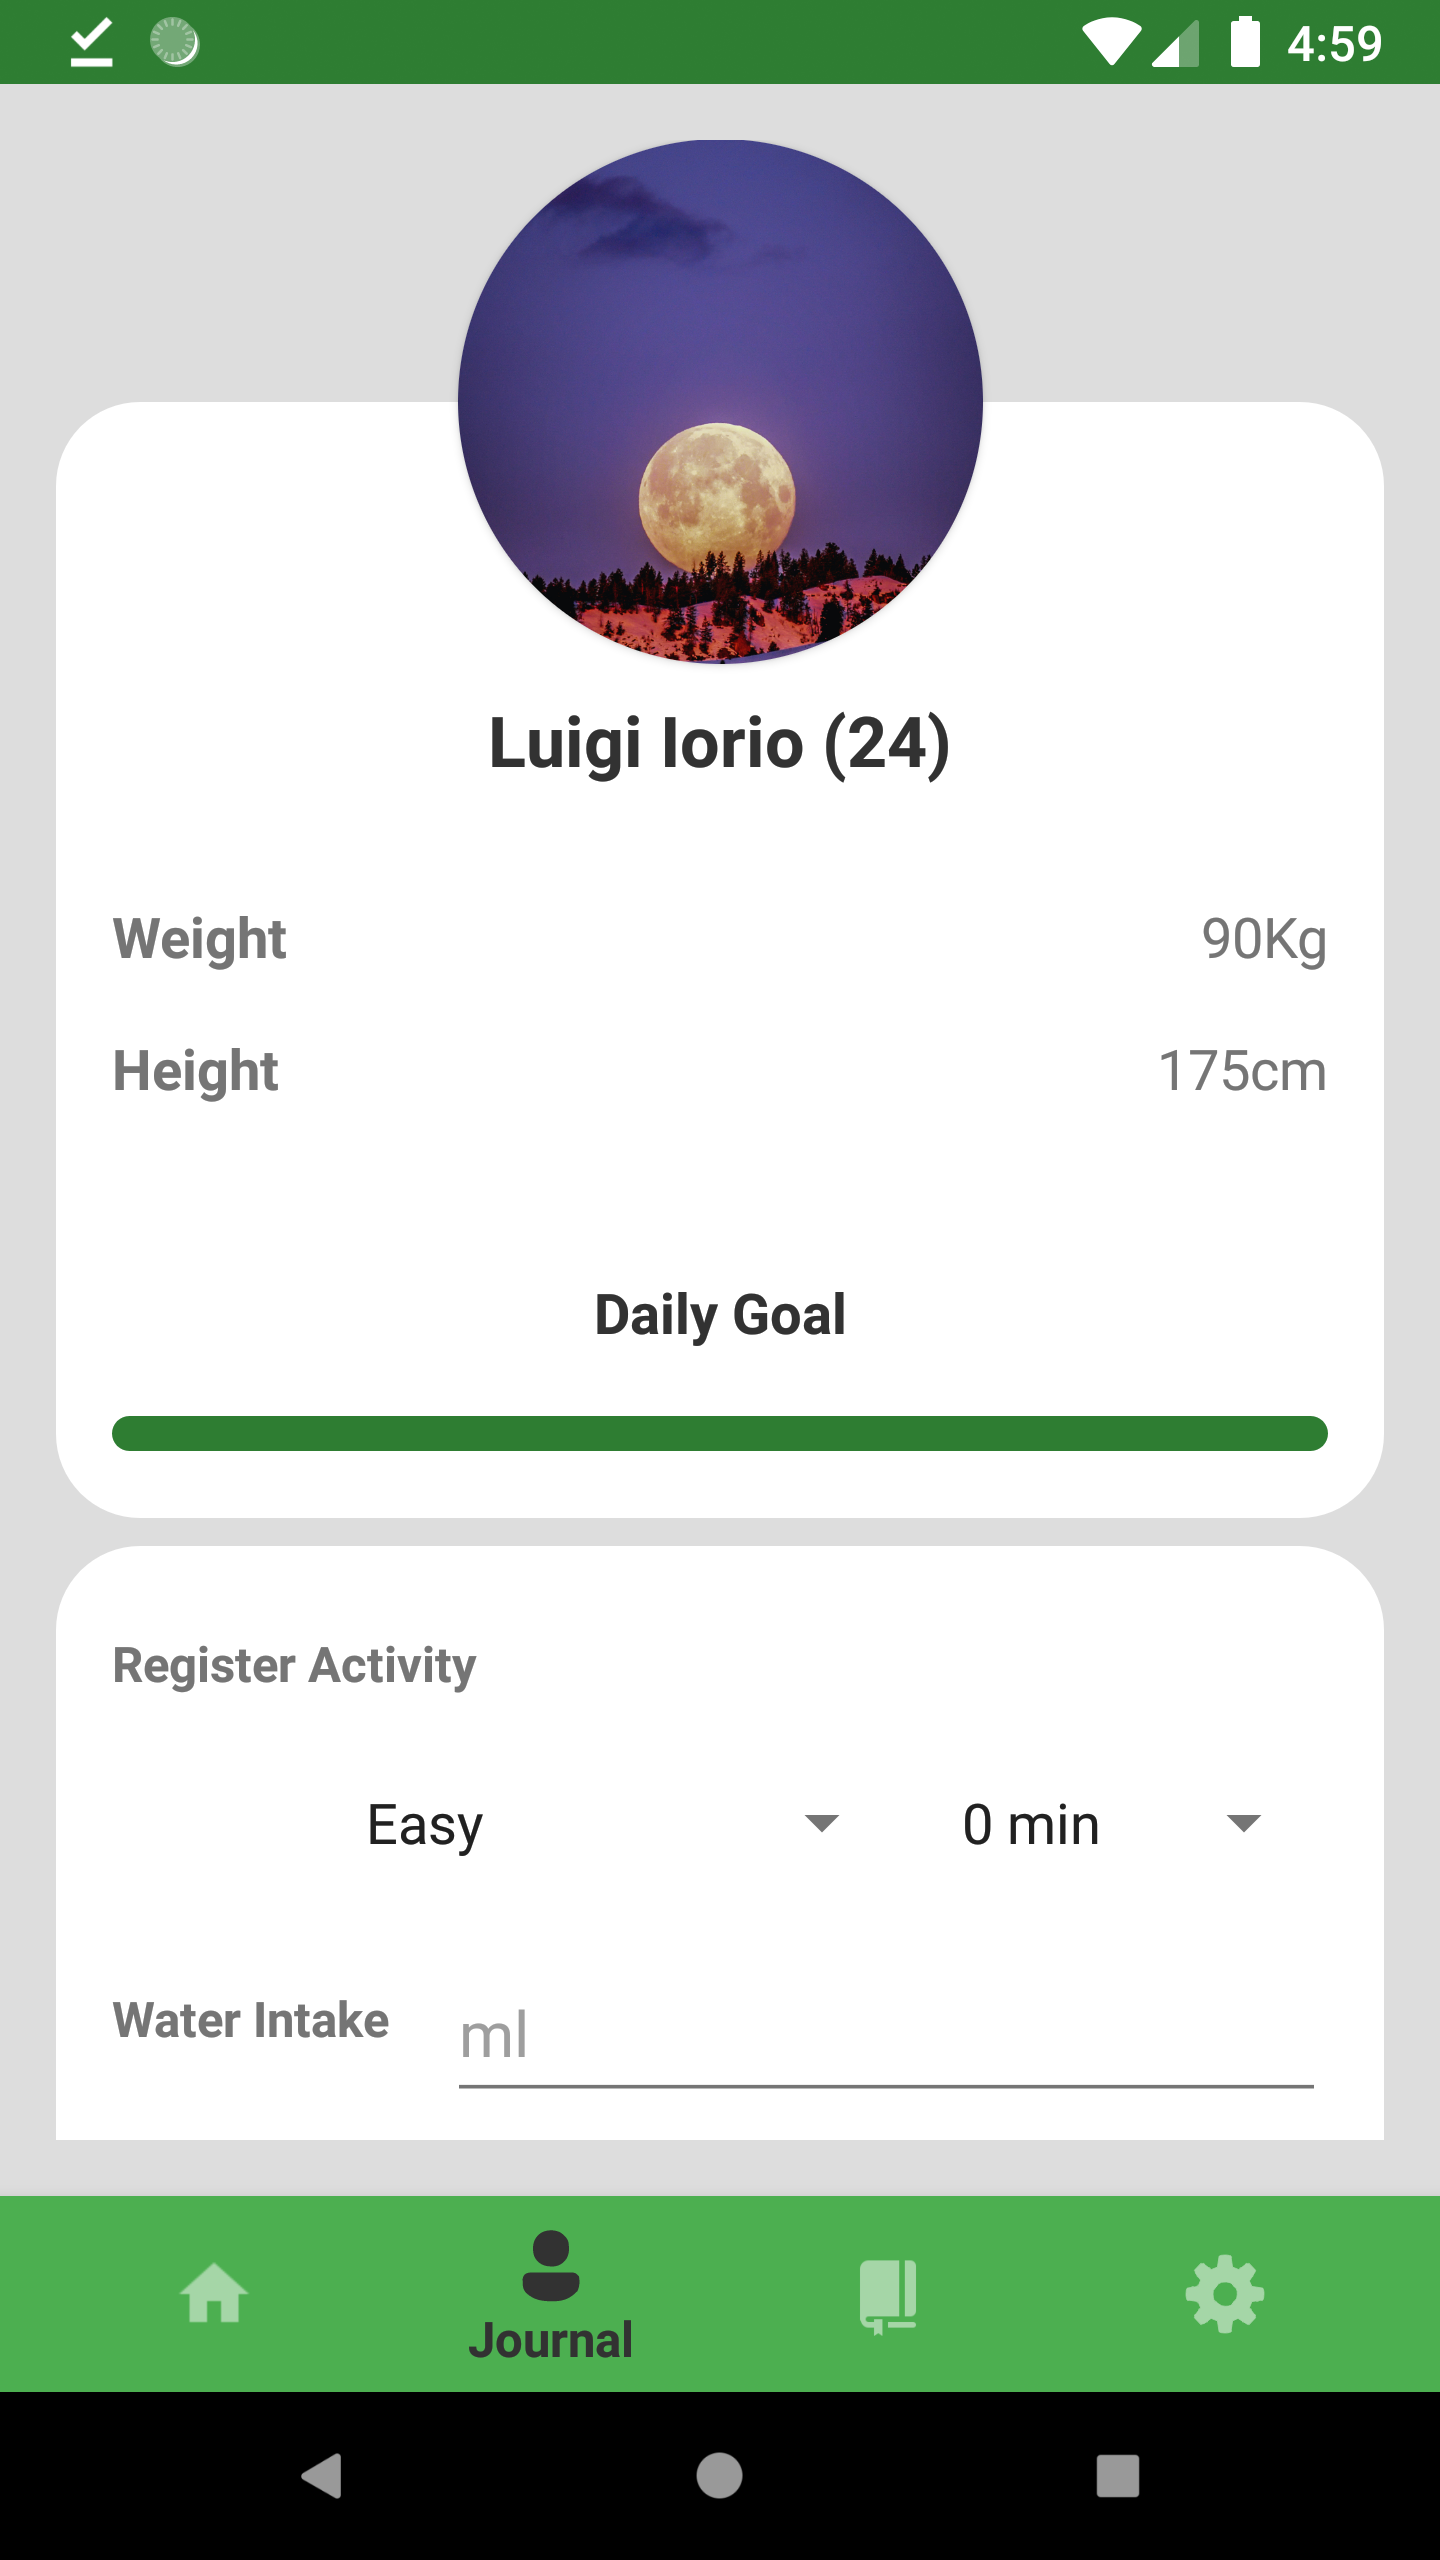 4:59
Luigi Iorio (24)
Weight 90Kg
Height 175cm
Daily Goal
Register Activity
Easy 0 min
Water Intake ml
Journal